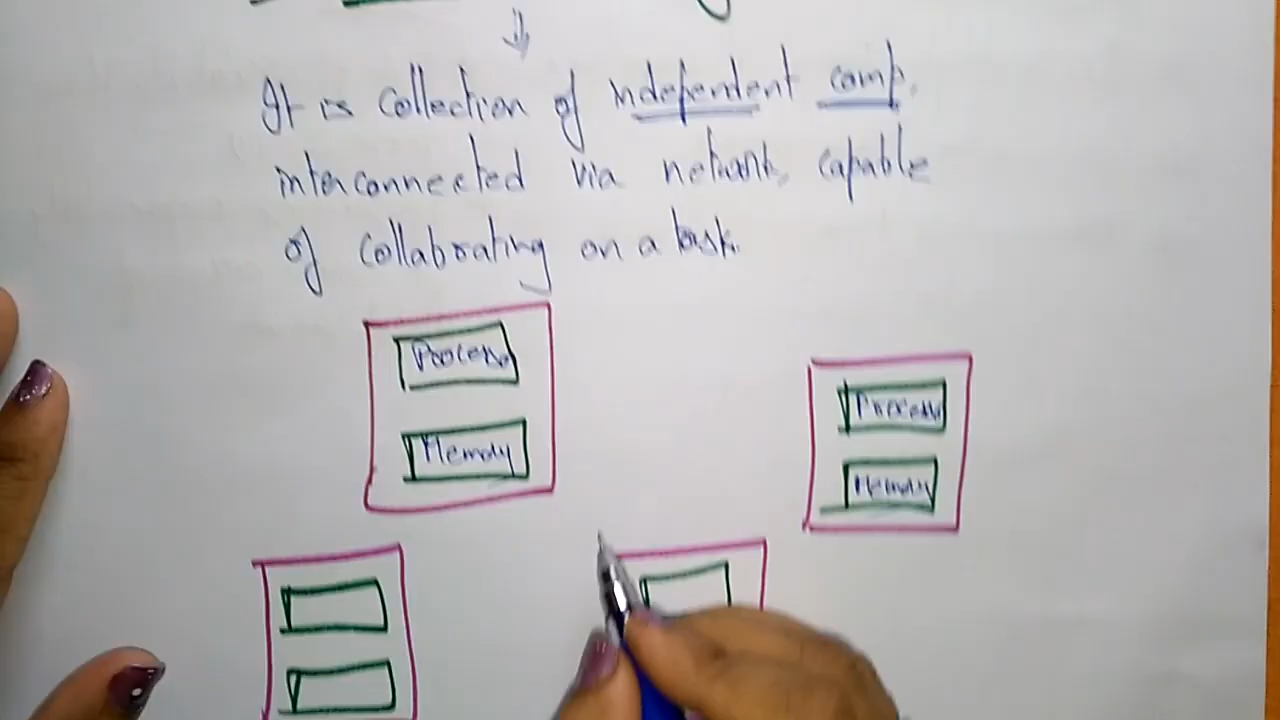 It is collection of independent comp.
interconnected via network, capable
of collaborating on a task.
Process
Memory
Process
Memory